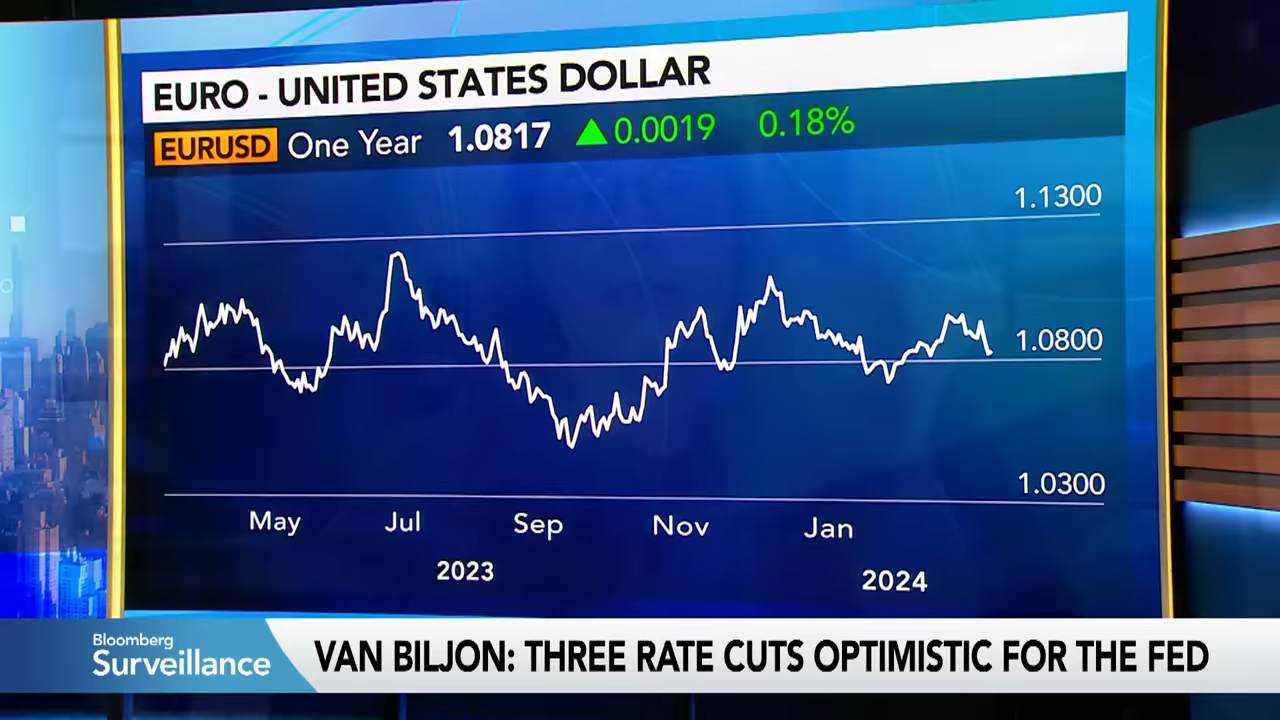 EURO - UNITED STATES DOLLAR
EURUSD One Year 1.0817 ▲0.0019 0.18%
1.1300
1.0800
1.0300
May Jul Sep Nov Jan
2023 2024
Bloomberg
Surveillance
VAN BILJON: THREE RATE CUTS OPTIMISTIC FOR THE FED